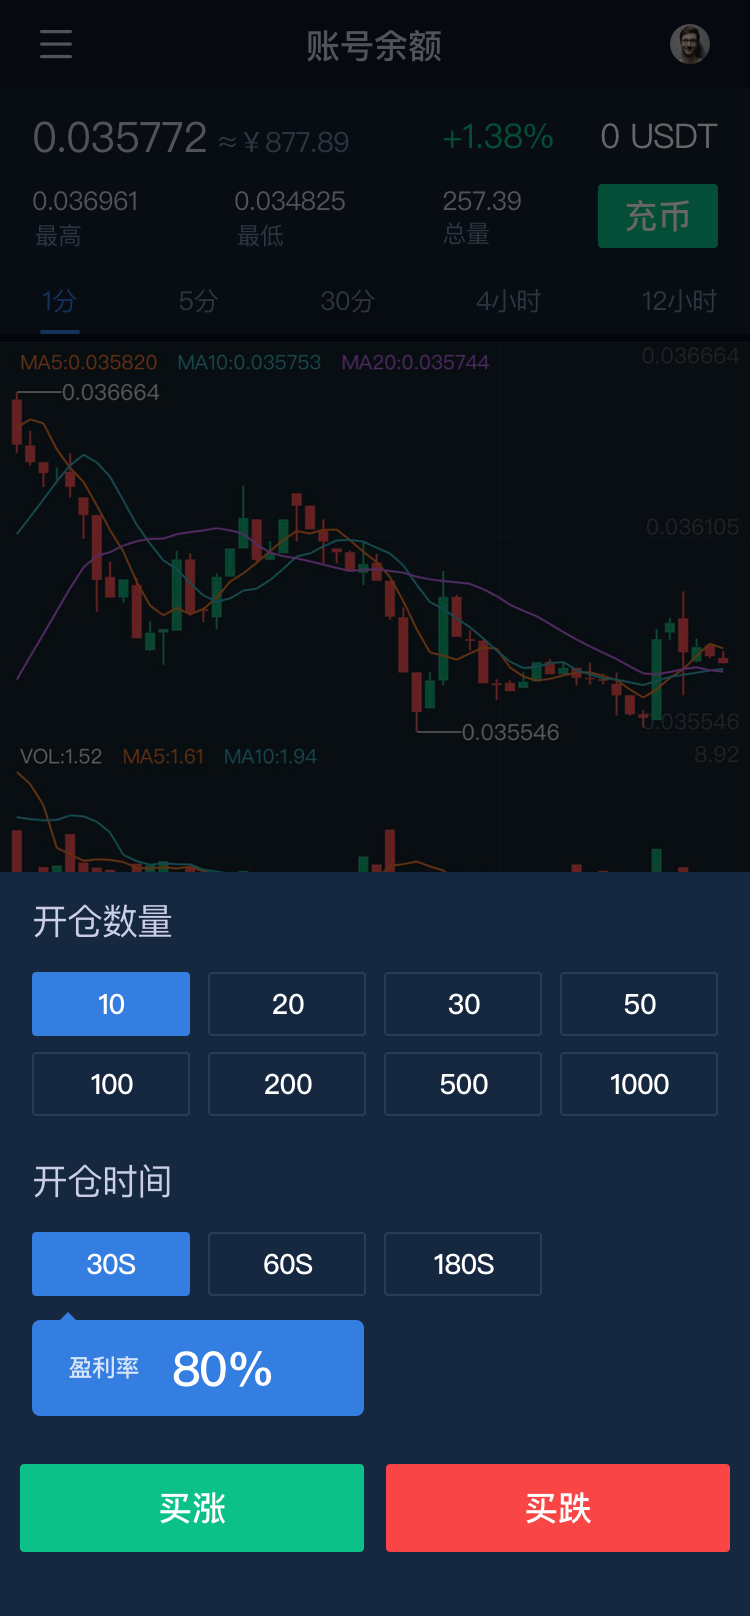 账号余额
0.035772 ≈ ¥ 877.89 +1.38% 0 USDT
0.036961 0.034825 257.39 充币
最高 最低 总量
1分 5分 30分 4小时 12小时
MA5:0.035820 MA10:0.035753 MA20:0.035744 0.036664
0.036664
0.036105
0.035546
0.035546
VOL:1.52 MA5:1.61 MA10:1.94 8.92
开仓数量
10 20 30 50
100 200 500 1000
开仓时间
30S 60S 180S
盈利率 80%
买涨 买跌